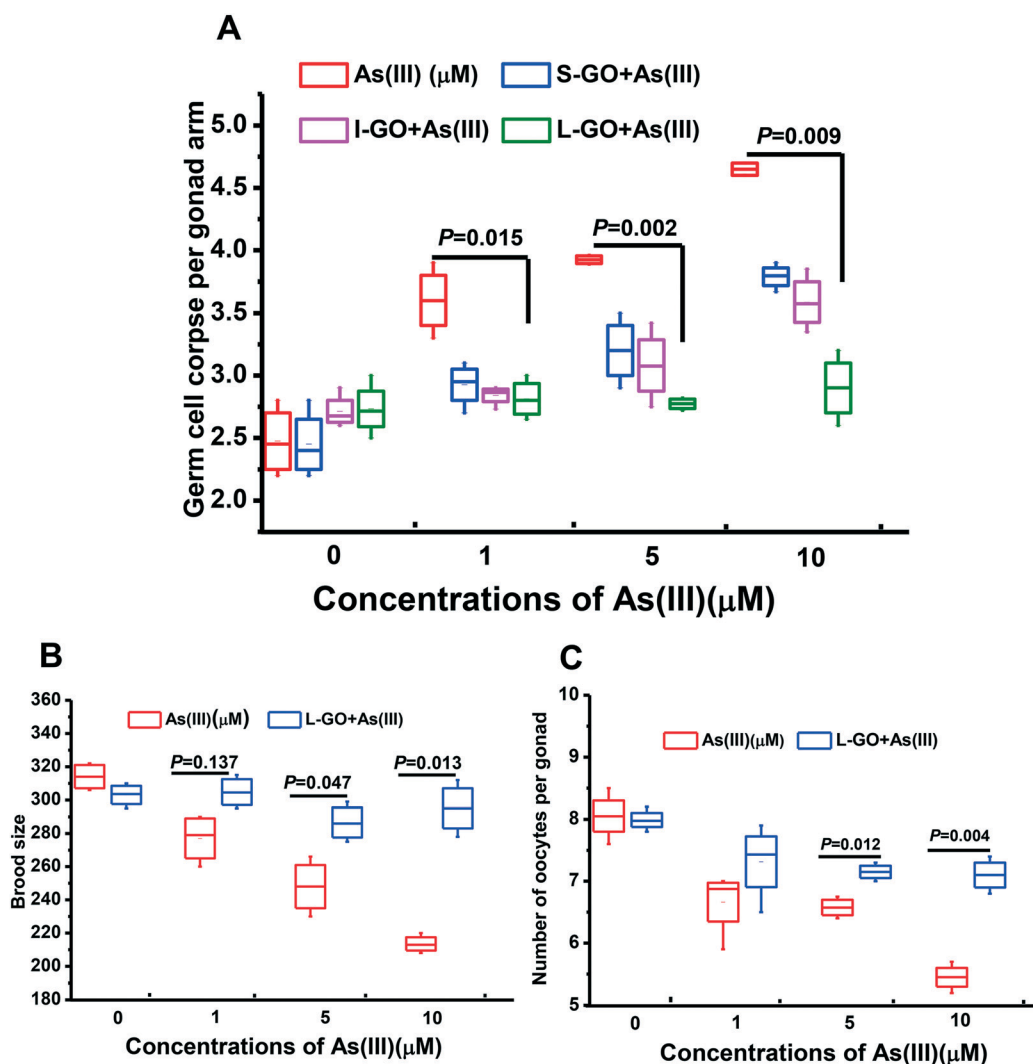 A
As(III) (μM) S-GO+As(III)
I-GO+As(III) L-GO+As(III)
Germ cell corpse per gonad arm
5.0
4.5
4.0
3.5
3.0
2.5
2.0
P=0.009
P=0.015
P=0.002
0 1 5 10
Concentrations of As(III)(μM)
B
Brood size
360
340
320
300
280
260
240
220
200
180
As(III)(μM) L-GO+As(III)
P=0.137
P=0.047
P=0.013
0 1 5 10
Concentrations of As(III)(μM)
C
Number of oocytes per gonad
10
9
8
7
6
5
As(III)(μM) L-GO+As(III)
P=0.012
P=0.004
0 1 5 10
Concentrations of As(III)(μM)